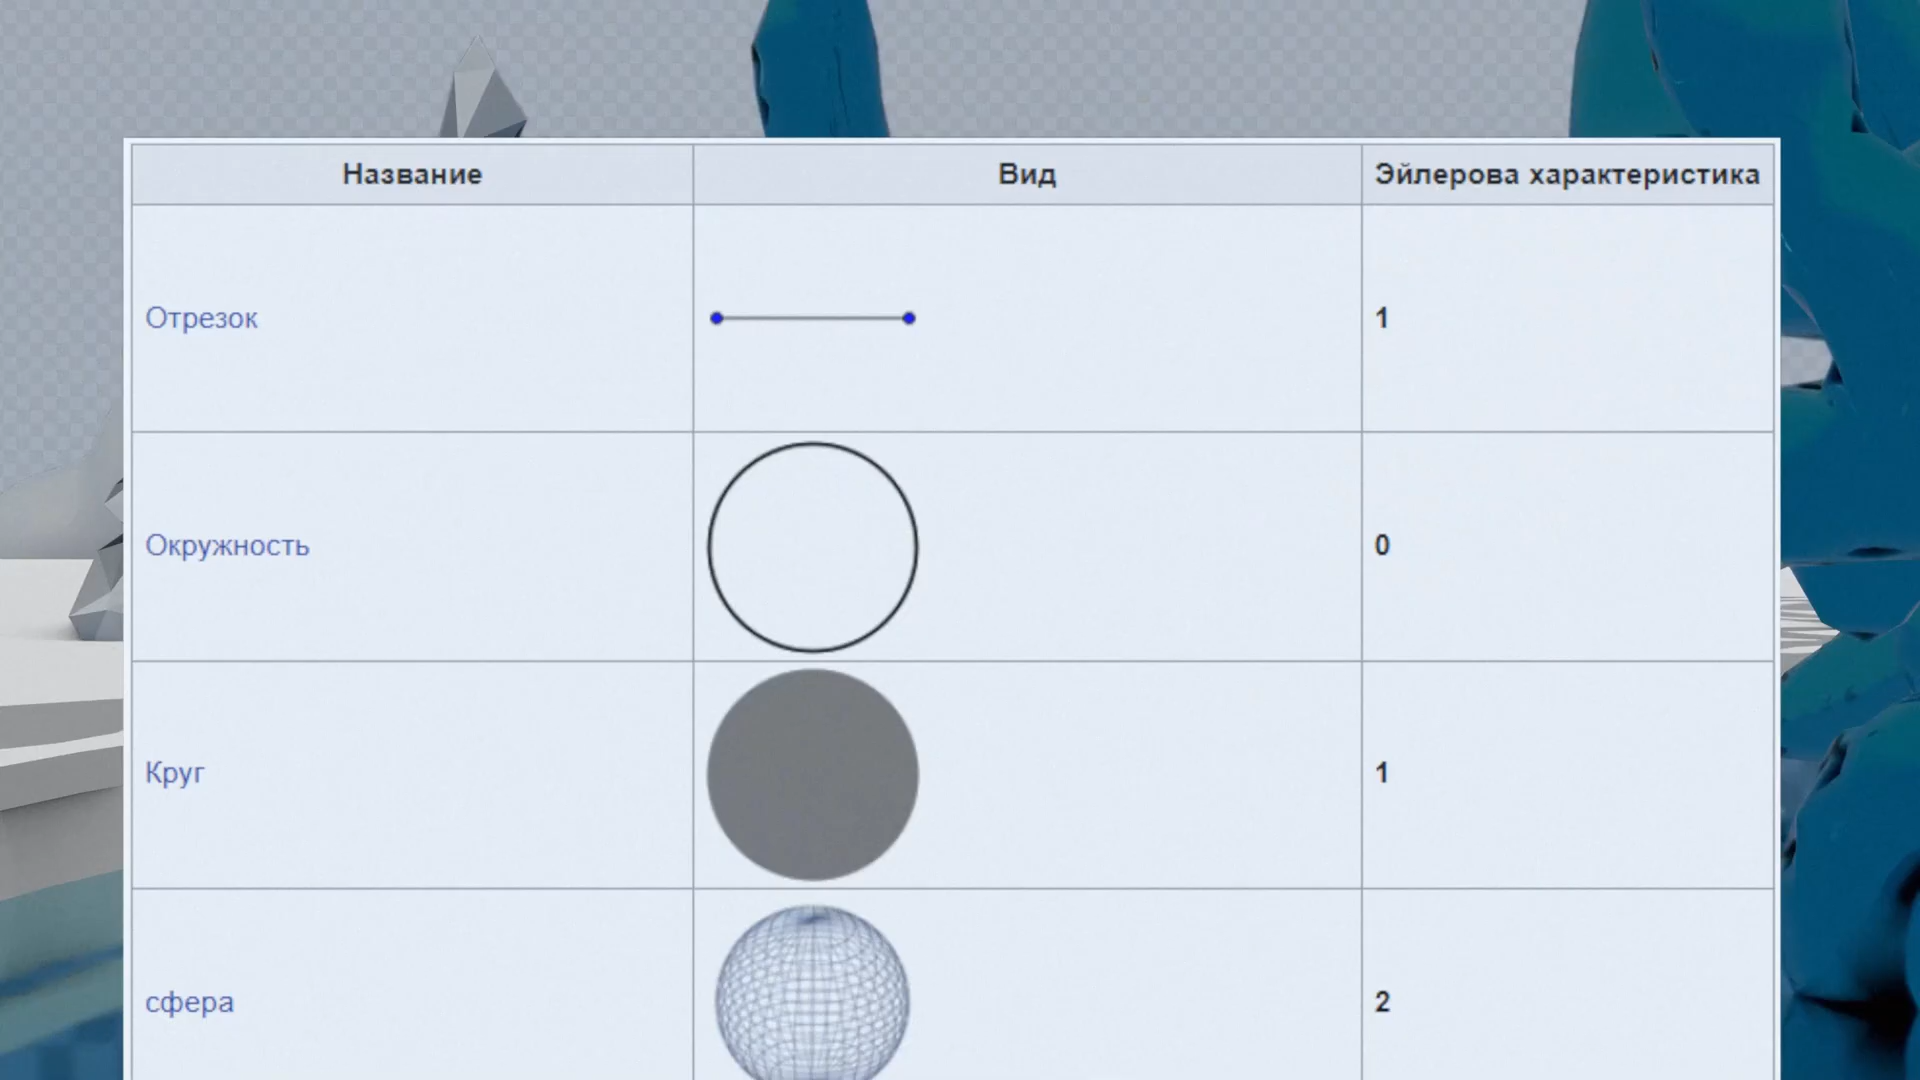 Название Вид Эйлерова характеристика
Отрезок 1
Окружность 0
Круг 1
сфера 2